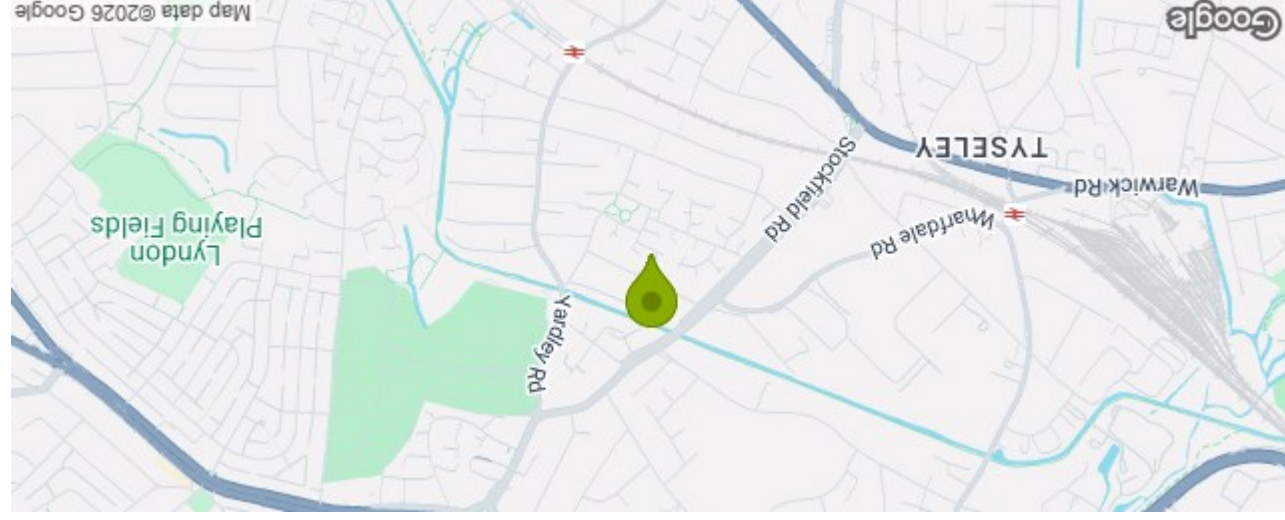 Yardley Rd
Lyndon
Playing Fields
Wharfdale Rd
Stockfield Rd
Warwick Rd
TYSELEY
Google
Map data ©2026 Google